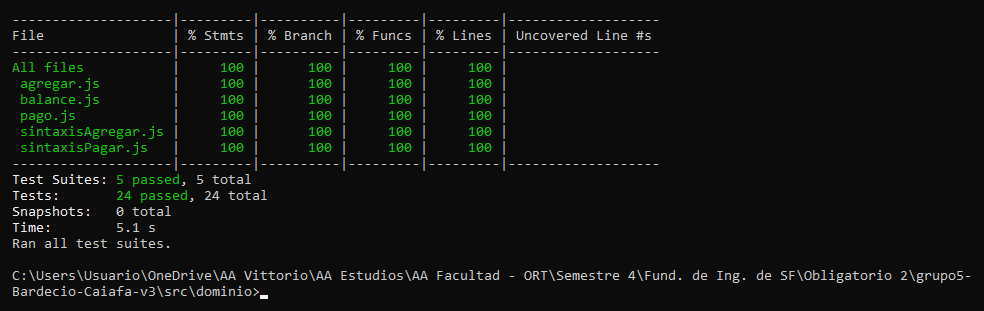 -------------------|---------|----------|---------|---------|-------------------
File               | % Stmts | % Branch | % Funcs | % Lines | Uncovered Line #s
-------------------|---------|----------|---------|---------|-------------------
All files          |     100 |      100 |     100 |     100 |
 agregar.js        |     100 |      100 |     100 |     100 |
 balance.js        |     100 |      100 |     100 |     100 |
 pago.js           |     100 |      100 |     100 |     100 |
 sintaxisAgregar.js |     100 |      100 |     100 |     100 |
 sintaxisPagar.js  |     100 |      100 |     100 |     100 |
-------------------|---------|----------|---------|---------|-------------------
Test Suites: 5 passed, 5 total
Tests:       24 passed, 24 total
Snapshots:   0 total
Time:        5.1 s
Ran all test suites.
C:\Users\Usuario\OneDrive\AA Vittorio\AA Estudios\AA Facultad - ORT\Semestre 4\Fund. de Ing. de SF\Obligatorio 2\grupo5-
Bardecio-Caiafa-v3\src\dominio>